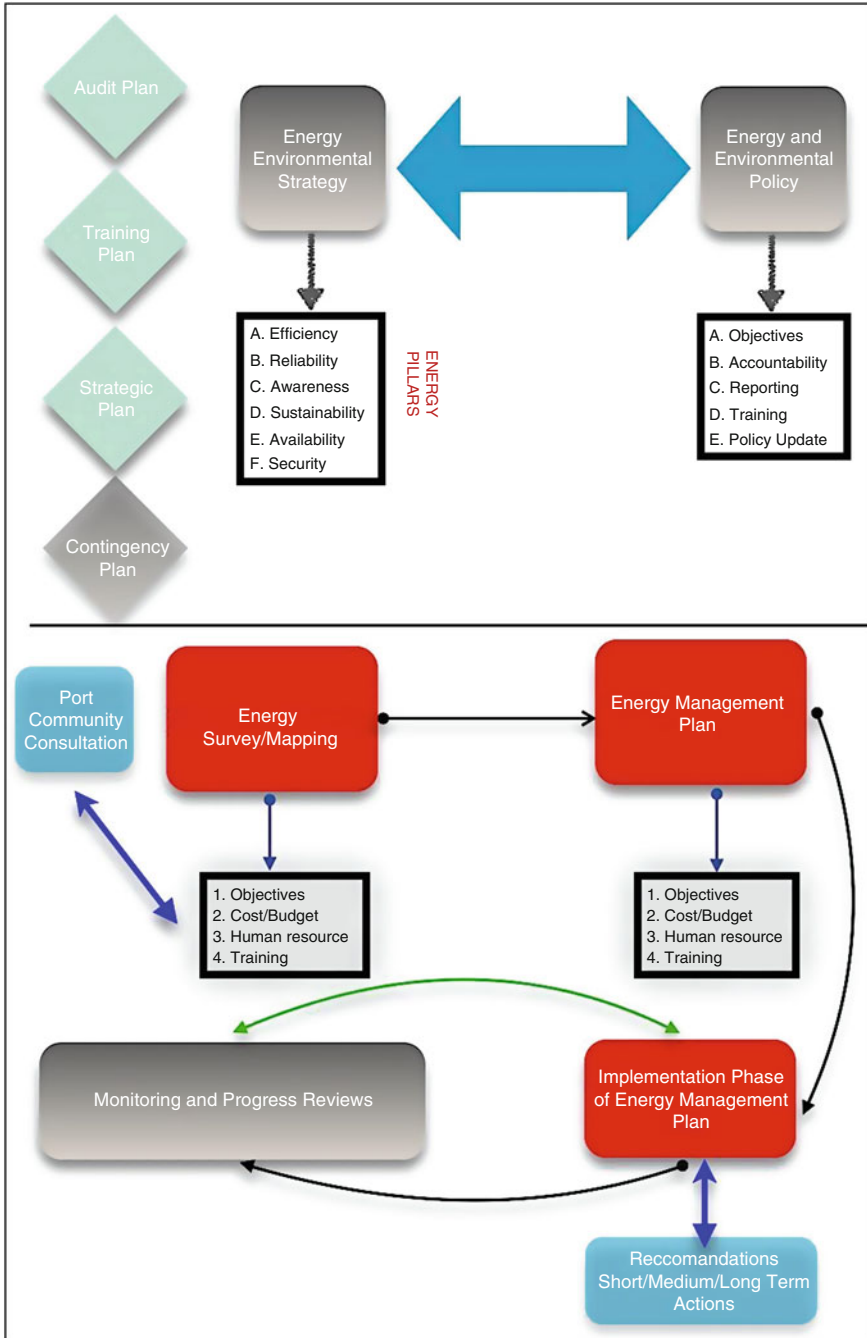 Audit Plan
Training
Plan
Strategic
Plan
Contingency
Plan
Energy
Environmental
Strategy
Energy and
Environmental
Policy
A. Efficiency
B. Reliability
C. Awareness
D. Sustainability
E. Availability
F. Security
ENERGY
PILLARS
A. Objectives
B. Accountability
C. Reporting
D. Training
E. Policy Update
Port
Community
Consultation
Energy
Survey/Mapping
Energy Management
Plan
1. Objectives
2. Cost/Budget
3. Human resource
4. Training
1. Objectives
2. Cost/Budget
3. Human resource
4. Training
Monitoring and Progress Reviews
Implementation Phase
of Energy Management
Plan
Reccomandations
Short/Medium/Long Term
Actions